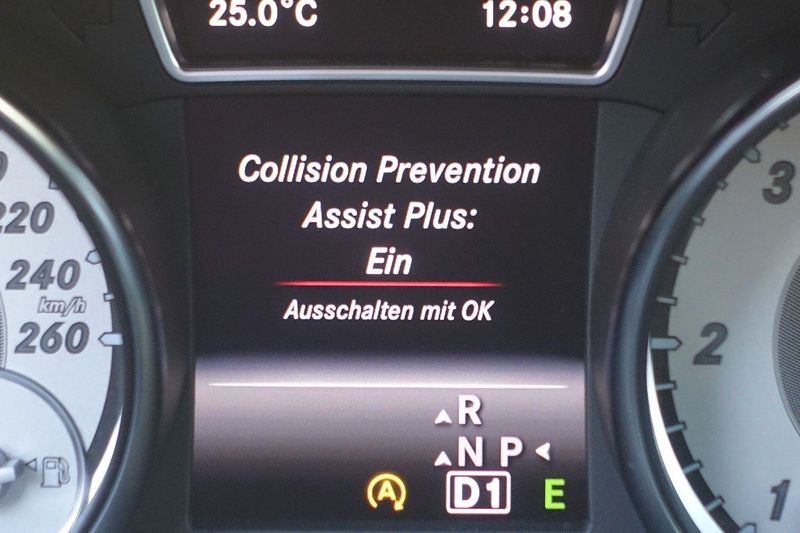 25.0°C 12:08
Collision Prevention
Assist Plus:
Ein
Ausschalten mit OK
R
N P
A D1 E
220
240
km/h
260
3
2
1